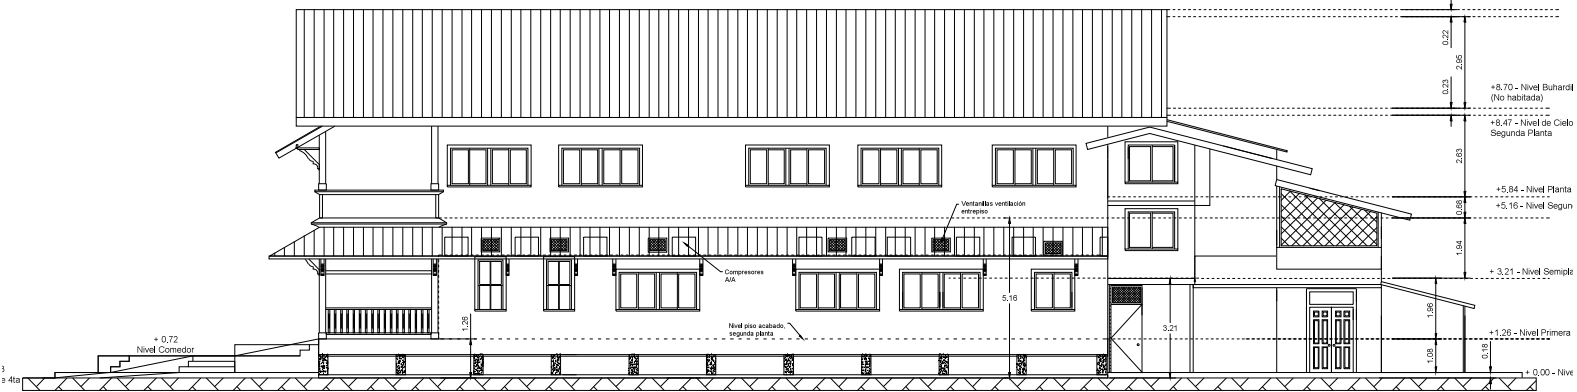 0.22
2.95
0.23
+8.70 - Nivel Buhardil
(No habitada)
+8.47 - Nivel de Cielo
Segunda Planta
2.63
+5,84 - Nivel Planta
0.68
+5.16 - Nivel Segun
1.94
Ventanillas ventilación
entrepiso
Compresores
A/A
+ 3,21 - Nivel Semipla
5.16
3.21
1.96
1.26
Nivel piso acabado,
segunda planta
+1.26 - Nivel Primera
+ 0,72
Nivel Comedor
1.08
0.18
+ 0,00 - Nive
3
e 4ta